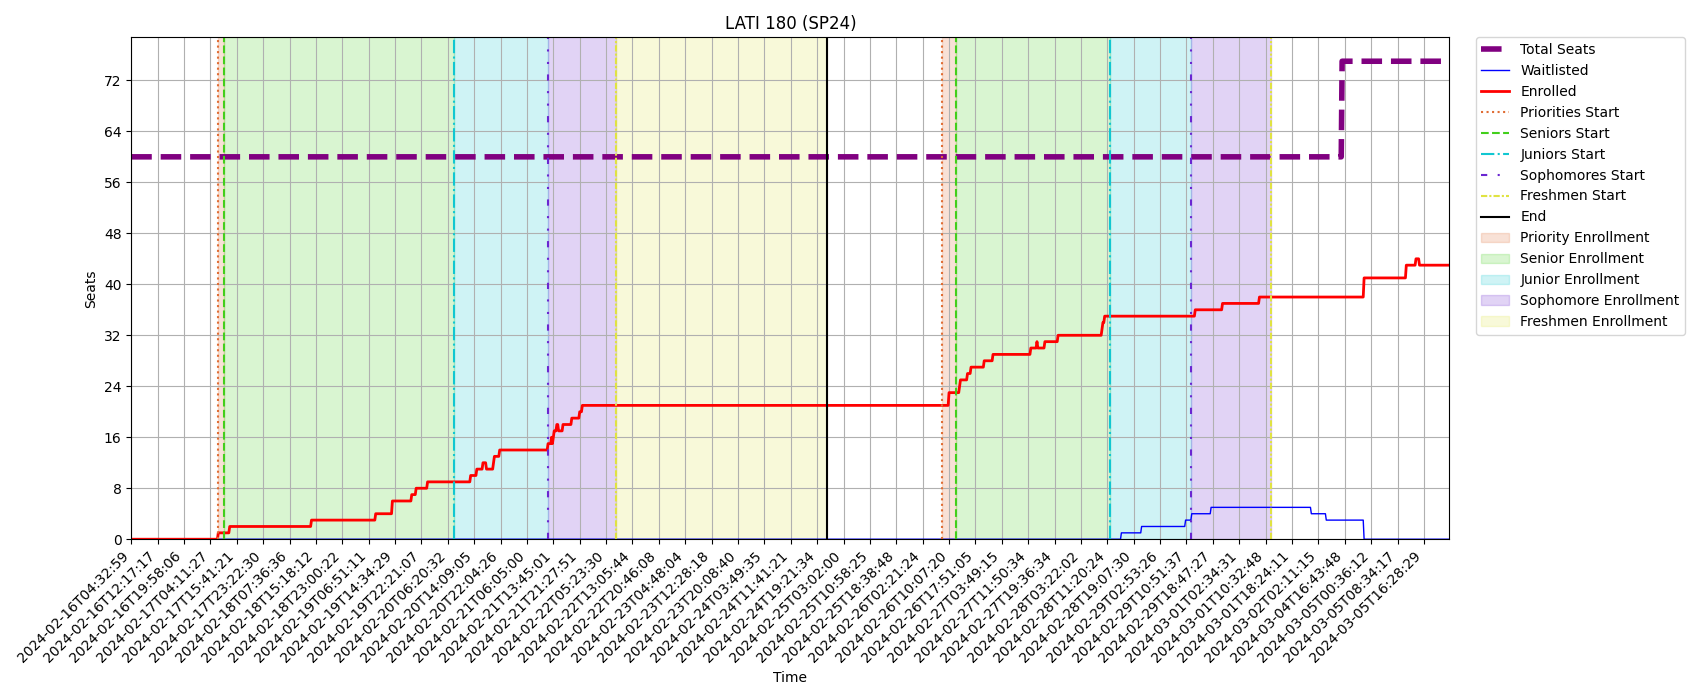 LATI 180 (SP24)
Seats
72
64
56
48
40
32
24
16
8
0
2024-02-16T04:32:59
2024-02-16T12:17:17
2024-02-16T19:58:06
2024-02-17T04:11:27
2024-02-17T15:41:21
2024-02-17T23:22:30
2024-02-18T07:36:36
2024-02-18T15:18:12
2024-02-18T23:00:22
2024-02-19T06:51:11
2024-02-19T14:34:29
2024-02-19T22:21:07
2024-02-20T06:20:32
2024-02-20T14:09:05
2024-02-20T22:04:26
2024-02-21T06:05:00
2024-02-21T13:45:01
2024-02-21T21:27:51
2024-02-22T05:23:30
2024-02-22T13:05:44
2024-02-22T20:46:08
2024-02-23T04:48:04
2024-02-23T12:28:18
2024-02-23T20:08:40
2024-02-24T03:49:35
2024-02-24T11:41:21
2024-02-24T19:21:34
2024-02-25T03:02:00
2024-02-25T10:58:25
2024-02-25T18:38:48
2024-02-26T02:21:24
2024-02-26T10:07:20
2024-02-26T17:51:05
2024-02-27T03:49:15
2024-02-27T11:50:34
2024-02-27T19:36:34
2024-02-28T03:22:02
2024-02-28T11:20:24
2024-02-28T19:07:30
2024-02-29T02:53:26
2024-02-29T10:51:37
2024-02-29T18:47:27
2024-03-01T02:34:31
2024-03-01T10:32:48
2024-03-01T18:24:11
2024-03-02T02:11:15
2024-03-04T16:43:48
2024-03-05T00:36:12
2024-03-05T08:34:17
2024-03-05T16:28:29
Time
Total Seats
Waitlisted
Enrolled
Priorities Start
Seniors Start
Juniors Start
Sophomores Start
Freshmen Start
End
Priority Enrollment
Senior Enrollment
Junior Enrollment
Sophomore Enrollment
Freshmen Enrollment